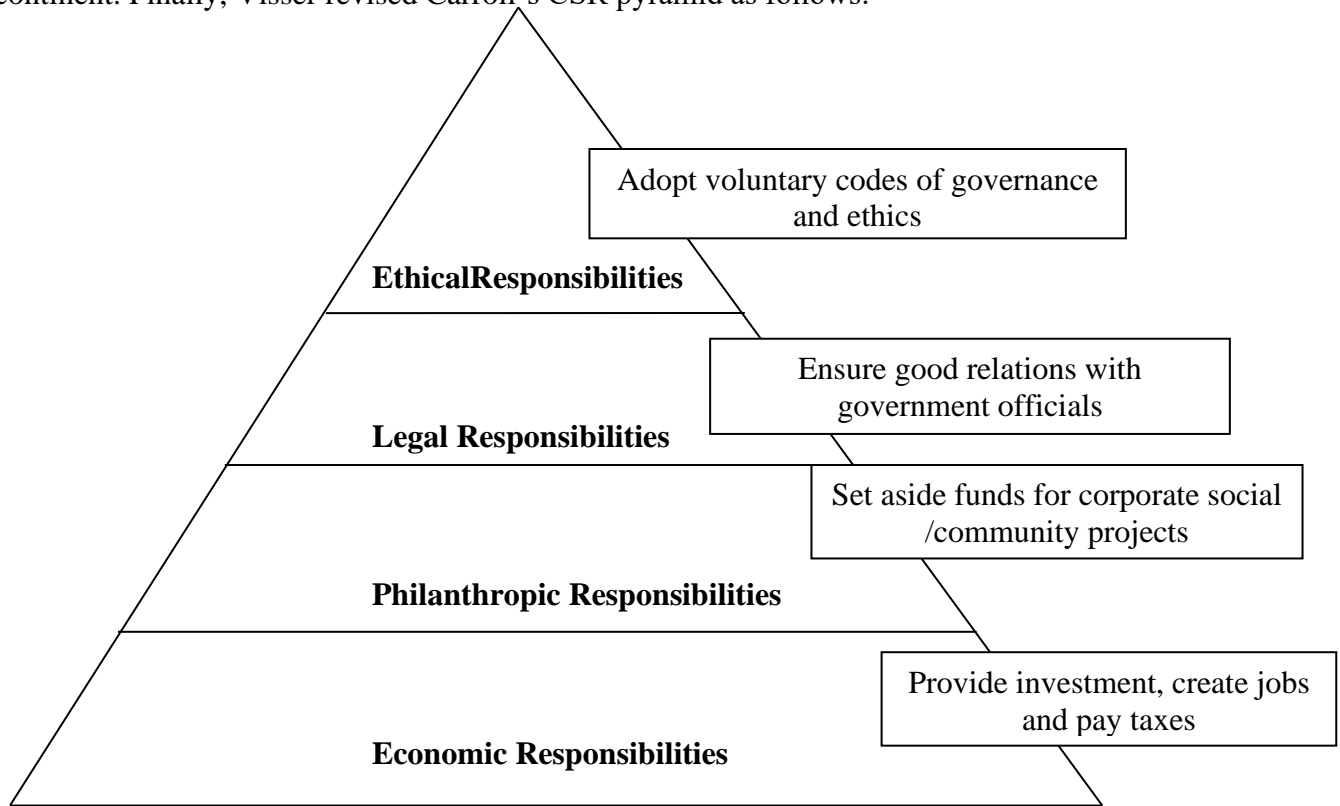 continent. Finally, Visser revised Carroll's CSR pyramid as follows:
Adopt voluntary codes of governance
and ethics
EthicalResponsibilities
Ensure good relations with
government officials
Legal Responsibilities
Set aside funds for corporate social
/community projects
Philanthropic Responsibilities
Provide investment, create jobs
and pay taxes
Economic Responsibilities